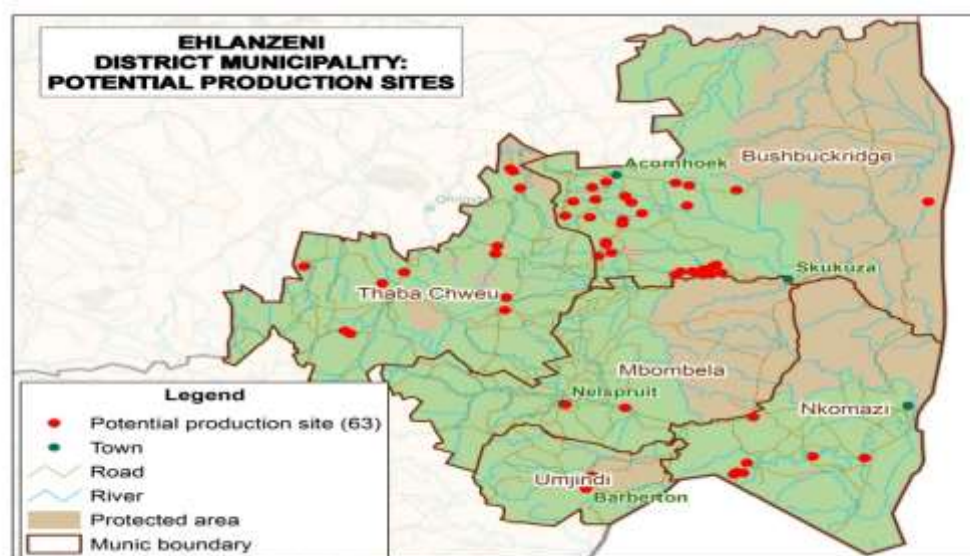 EHLANZENI
DISTRICT MUNICIPALITY:
POTENTIAL PRODUCTION SITES
Acornhoek
Bushbuckridge
Skukuza
Thaba Chweu
Mbombela
Nelspruit
Nkomazi
Umjindi
Barberton
Legend
Potential production site (63)
Town
Road
River
Protected area
Munic boundary